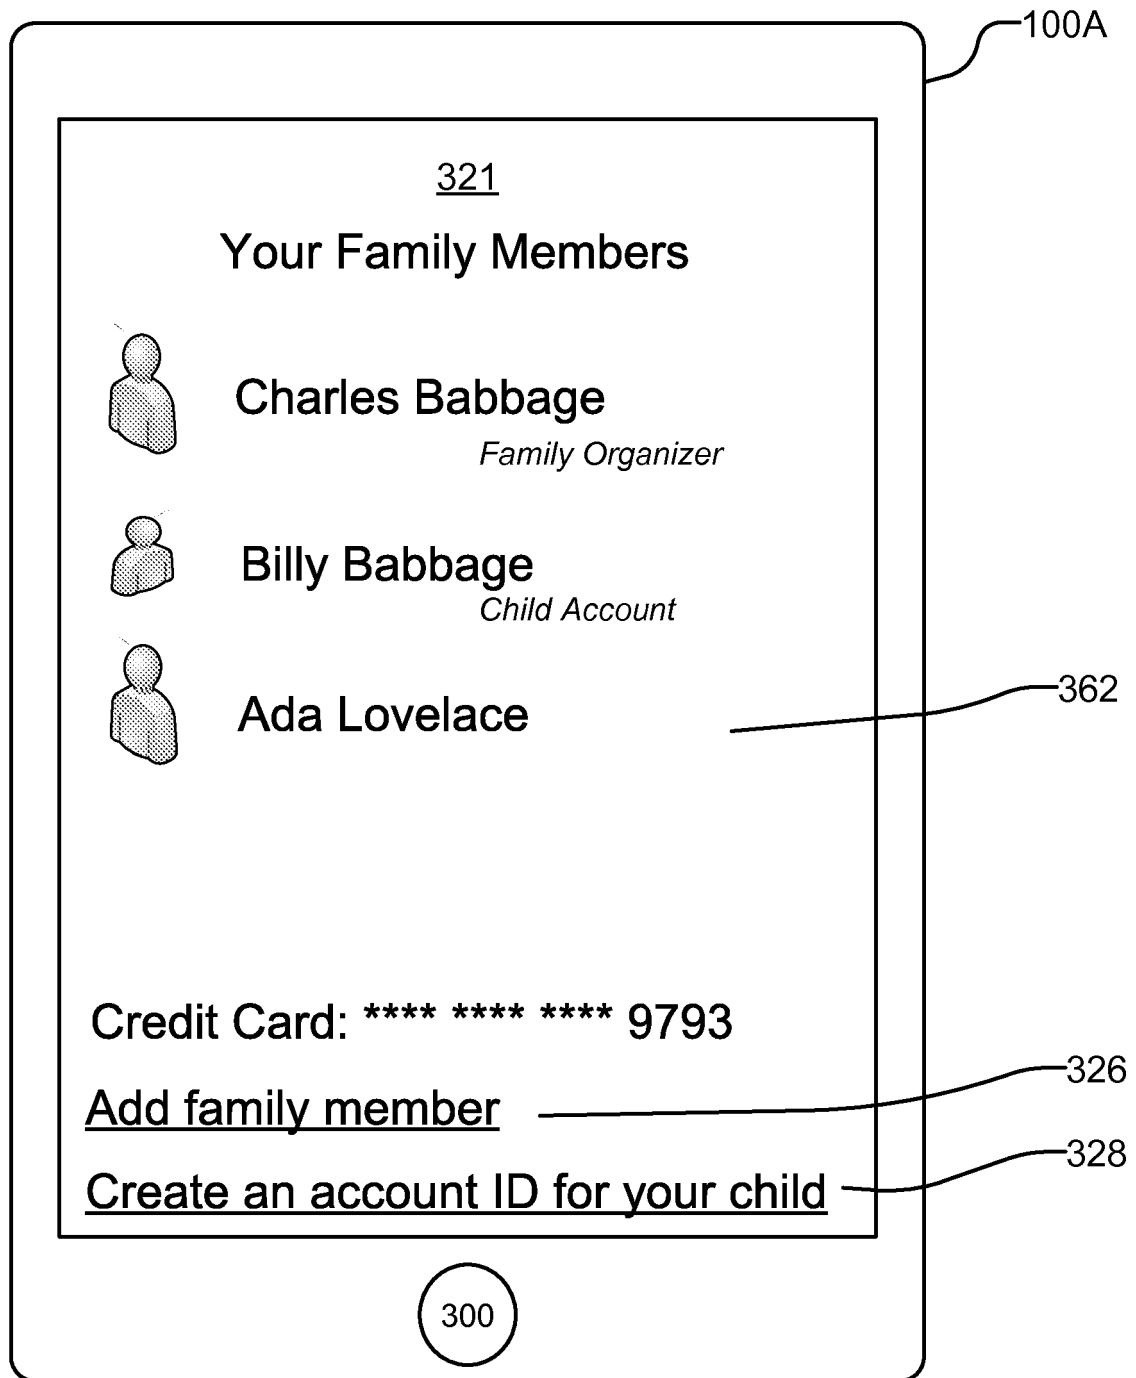 100A
321
Your Family Members
Charles Babbage
Family Organizer
Billy Babbage
Child Account
Ada Lovelace
362
Credit Card: **** **** **** 9793
Add family member
326
Create an account ID for your child
328
300